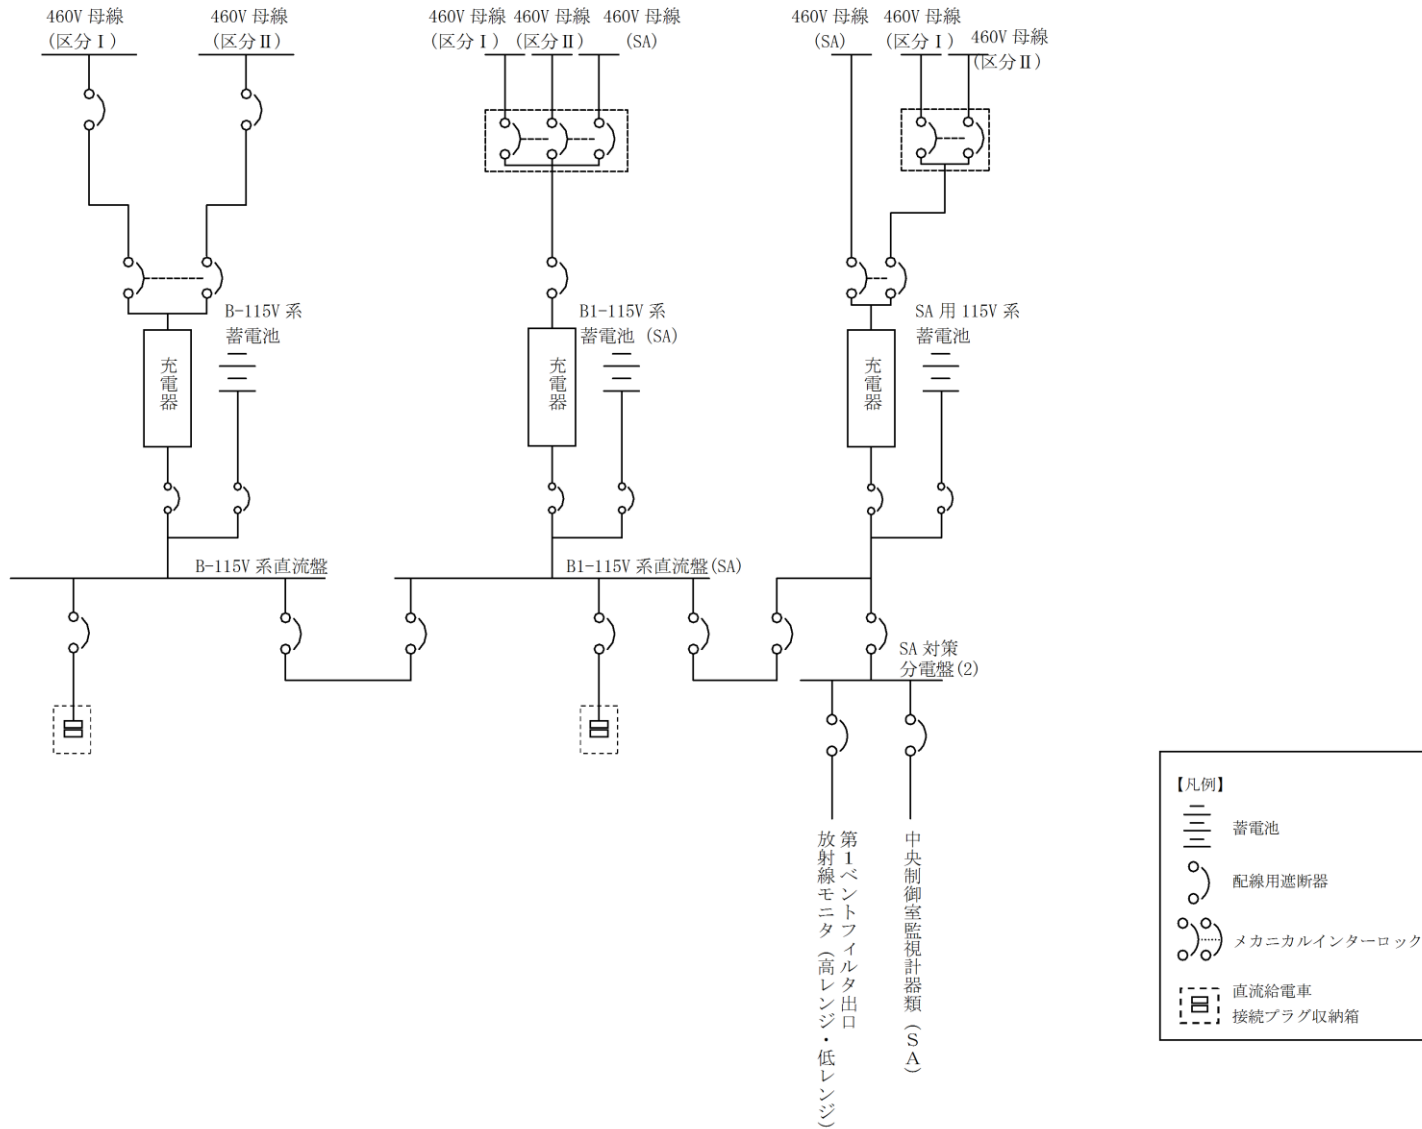 460V 母線
(区分Ⅰ)
460V 母線
(区分Ⅱ)
460V 母線
(区分Ⅰ)
460V 母線
(区分Ⅱ)
460V 母線
(SA)
460V 母線
(SA)
460V 母線
(区分Ⅰ)
460V 母線
(区分Ⅱ)
B-115V 系
蓄電池
充電器
B1-115V 系
蓄電池 (SA)
充電器
SA 用 115V 系
蓄電池
充電器
B-115V 系直流盤
B1-115V 系直流盤(SA)
SA 対策
分電盤(2)
第１ベントフィルタ出口
放射線モニタ（高レンジ・低レンジ）
中央制御室監視計器類（ＳＡ）
【凡例】
蓄電池
配線用遮断器
メカニカルインターロック
直流給電車
接続プラグ収納箱